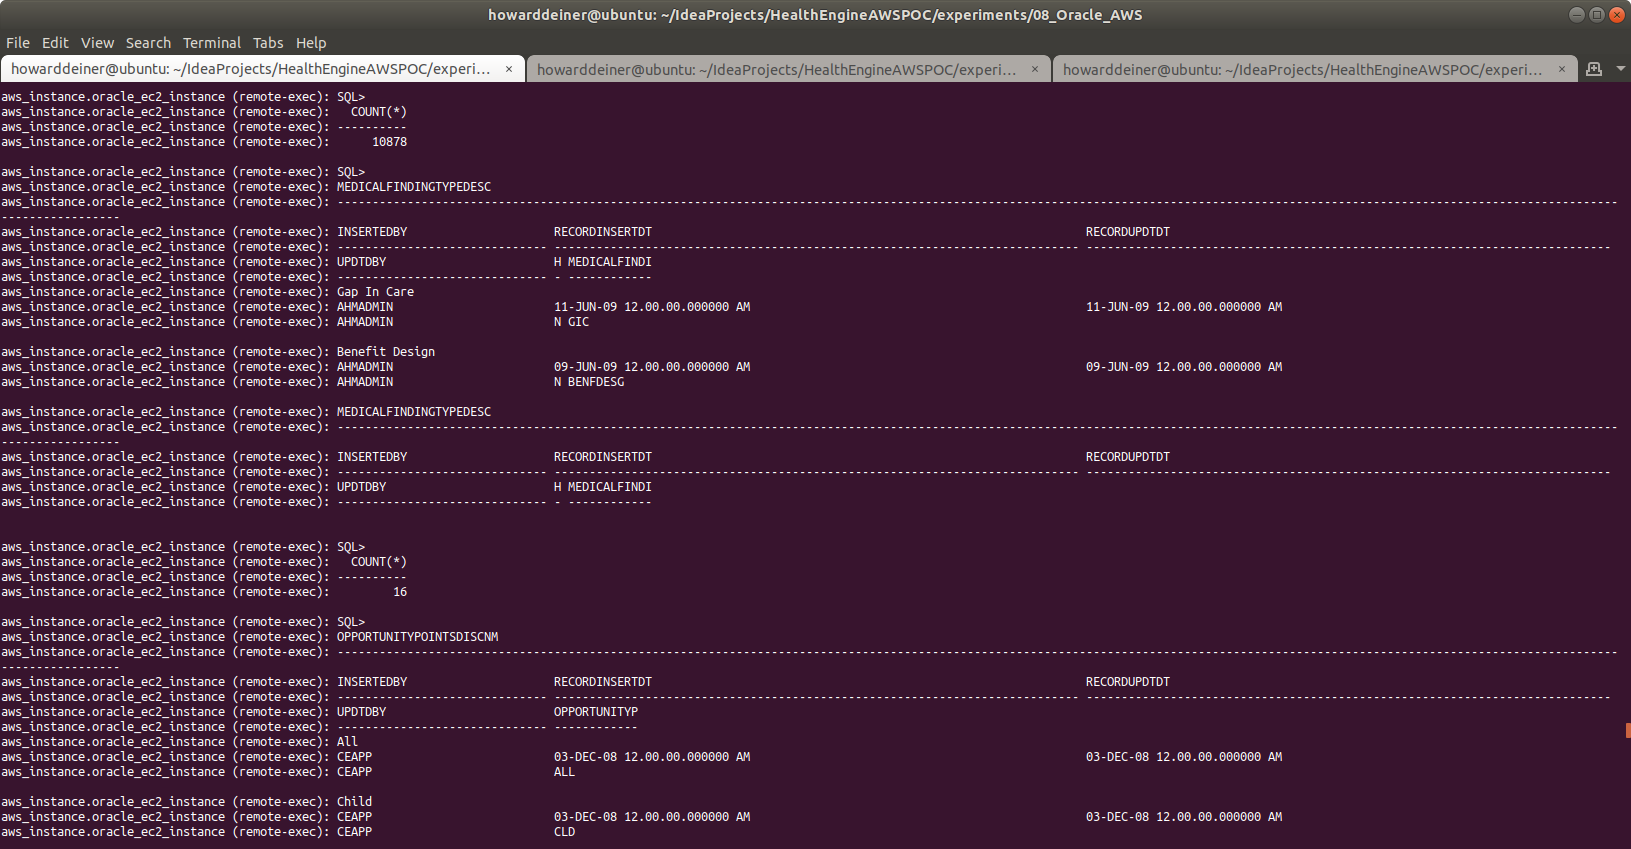 howarddeiner@ubuntu: ~/IdeaProjects/HealthEngineAWSPOC/experiments/08_Oracle_AWS
File Edit View Search Terminal Tabs Help
howarddeiner@ubuntu: ~/IdeaProjects/HealthEngineAWSPOC/experi... × howarddeiner@ubuntu: ~/IdeaProjects/HealthEngineAWSPOC/experi... × howarddeiner@ubuntu: ~/IdeaProjects/HealthEngineAWSPOC/experi... ×
aws_instance.oracle_ec2_instance (remote-exec): SQL>
aws_instance.oracle_ec2_instance (remote-exec):   COUNT(*)
aws_instance.oracle_ec2_instance (remote-exec): ----------
aws_instance.oracle_ec2_instance (remote-exec):      10878
aws_instance.oracle_ec2_instance (remote-exec): SQL>
aws_instance.oracle_ec2_instance (remote-exec): MEDICALFINDINGTYPEDESC
aws_instance.oracle_ec2_instance (remote-exec): ---------------------------------------------------------------------------------------------------------------------------------------------------------------------------------------
-----------------
aws_instance.oracle_ec2_instance (remote-exec): INSERTEDBY                     RECORDINSERTDT                                                              RECORDUPDTDT
aws_instance.oracle_ec2_instance (remote-exec): ------------------------------ --------------------------------------------------------------------------- ---------------------------------------------------------------------------
aws_instance.oracle_ec2_instance (remote-exec): UPDTDBY                        H MEDICALFINDI
aws_instance.oracle_ec2_instance (remote-exec): ------------------------------ - ------------
aws_instance.oracle_ec2_instance (remote-exec): Gap In Care
aws_instance.oracle_ec2_instance (remote-exec): AHMADMIN                       11-JUN-09 12.00.00.000000 AM                                                11-JUN-09 12.00.00.000000 AM
aws_instance.oracle_ec2_instance (remote-exec): AHMADMIN                       N GIC
aws_instance.oracle_ec2_instance (remote-exec): Benefit Design
aws_instance.oracle_ec2_instance (remote-exec): AHMADMIN                       09-JUN-09 12.00.00.000000 AM                                                09-JUN-09 12.00.00.000000 AM
aws_instance.oracle_ec2_instance (remote-exec): AHMADMIN                       N BENFDESG
aws_instance.oracle_ec2_instance (remote-exec): MEDICALFINDINGTYPEDESC
aws_instance.oracle_ec2_instance (remote-exec): ---------------------------------------------------------------------------------------------------------------------------------------------------------------------------------------
-----------------
aws_instance.oracle_ec2_instance (remote-exec): INSERTEDBY                     RECORDINSERTDT                                                              RECORDUPDTDT
aws_instance.oracle_ec2_instance (remote-exec): ------------------------------ --------------------------------------------------------------------------- ---------------------------------------------------------------------------
aws_instance.oracle_ec2_instance (remote-exec): UPDTDBY                        H MEDICALFINDI
aws_instance.oracle_ec2_instance (remote-exec): ------------------------------ - ------------
aws_instance.oracle_ec2_instance (remote-exec): SQL>
aws_instance.oracle_ec2_instance (remote-exec):   COUNT(*)
aws_instance.oracle_ec2_instance (remote-exec): ----------
aws_instance.oracle_ec2_instance (remote-exec):         16
aws_instance.oracle_ec2_instance (remote-exec): SQL>
aws_instance.oracle_ec2_instance (remote-exec): OPPORTUNITYPOINTSDISCNM
aws_instance.oracle_ec2_instance (remote-exec): ---------------------------------------------------------------------------------------------------------------------------------------------------------------------------------------
-----------------
aws_instance.oracle_ec2_instance (remote-exec): INSERTEDBY                     RECORDINSERTDT                                                              RECORDUPDTDT
aws_instance.oracle_ec2_instance (remote-exec): ------------------------------ --------------------------------------------------------------------------- ---------------------------------------------------------------------------
aws_instance.oracle_ec2_instance (remote-exec): UPDTDBY                        OPPORTUNITYP
aws_instance.oracle_ec2_instance (remote-exec): ------------------------------ ------------
aws_instance.oracle_ec2_instance (remote-exec): All
aws_instance.oracle_ec2_instance (remote-exec): CEAPP                          03-DEC-08 12.00.00.000000 AM                                                03-DEC-08 12.00.00.000000 AM
aws_instance.oracle_ec2_instance (remote-exec): CEAPP                          ALL
aws_instance.oracle_ec2_instance (remote-exec): Child
aws_instance.oracle_ec2_instance (remote-exec): CEAPP                          03-DEC-08 12.00.00.000000 AM                                                03-DEC-08 12.00.00.000000 AM
aws_instance.oracle_ec2_instance (remote-exec): CEAPP                          CLD